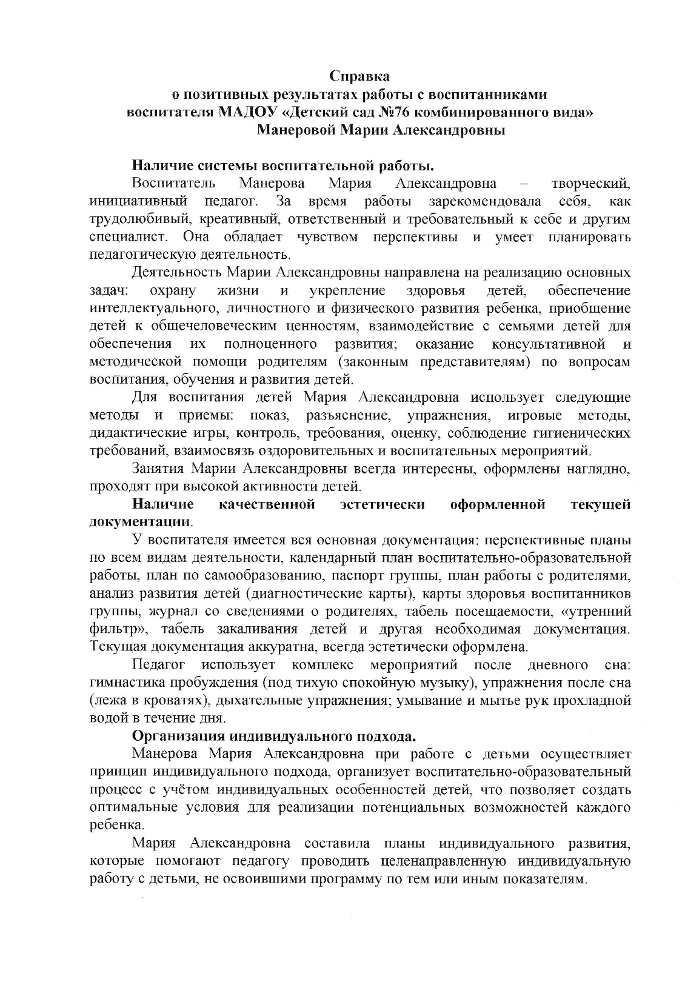 Справка
о позитивных результатах работы с воспитанниками
воспитателя МАДОУ «Детский сад №76 комбинированного вида»
Манеровой Марии Александровны
Наличие системы воспитательной работы.
Воспитатель Манерова Мария Александровна – творческий,
инициативный педагог. За время работы зарекомендовала себя, как
трудолюбивый, креативный, ответственный и требовательный к себе и другим
специалист. Она обладает чувством перспективы и умеет планировать
педагогическую деятельность.
Деятельность Марии Александровны направлена на реализацию основных
задач: охрану жизни и укрепление здоровья детей, обеспечение
интеллектуального, личностного и физического развития ребенка, приобщение
детей к общечеловеческим ценностям, взаимодействие с семьями детей для
обеспечения их полноценного развития; оказание консультативной и
методической помощи родителям (законным представителям) по вопросам
воспитания, обучения и развития детей.
Для воспитания детей Мария Александровна использует следующие
методы и приемы: показ, разъяснение, упражнения, игровые методы,
дидактические игры, контроль, требования, оценку, соблюдение гигиенических
требований, взаимосвязь оздоровительных и воспитательных мероприятий.
Занятия Марии Александровны всегда интересны, оформлены наглядно,
проходят при высокой активности детей.
Наличие качественной эстетически оформленной текущей
документации.
У воспитателя имеется вся основная документация: перспективные планы
по всем видам деятельности, календарный план воспитательно-образовательной
работы, план по самообразованию, паспорт группы, план работы с родителями,
анализ развития детей (диагностические карты), карты здоровья воспитанников
группы, журнал со сведениями о родителях, табель посещаемости, «утренний
фильтр», табель закаливания детей и другая необходимая документация.
Текущая документация аккуратна, всегда эстетически оформлена.
Педагог использует комплекс мероприятий после дневного сна:
гимнастика пробуждения (под тихую спокойную музыку), упражнения после сна
(лежа в кроватях), дыхательные упражнения; умывание и мытье рук прохладной
водой в течение дня.
Организация индивидуального подхода.
Манерова Мария Александровна при работе с детьми осуществляет
принцип индивидуального подхода, организует воспитательно-образовательный
процесс с учётом индивидуальных особенностей детей, что позволяет создать
оптимальные условия для реализации потенциальных возможностей каждого
ребенка.
Мария Александровна составила планы индивидуального развития,
которые помогают педагогу проводить целенаправленную индивидуальную
работу с детьми, не освоившими программу по тем или иным показателям.